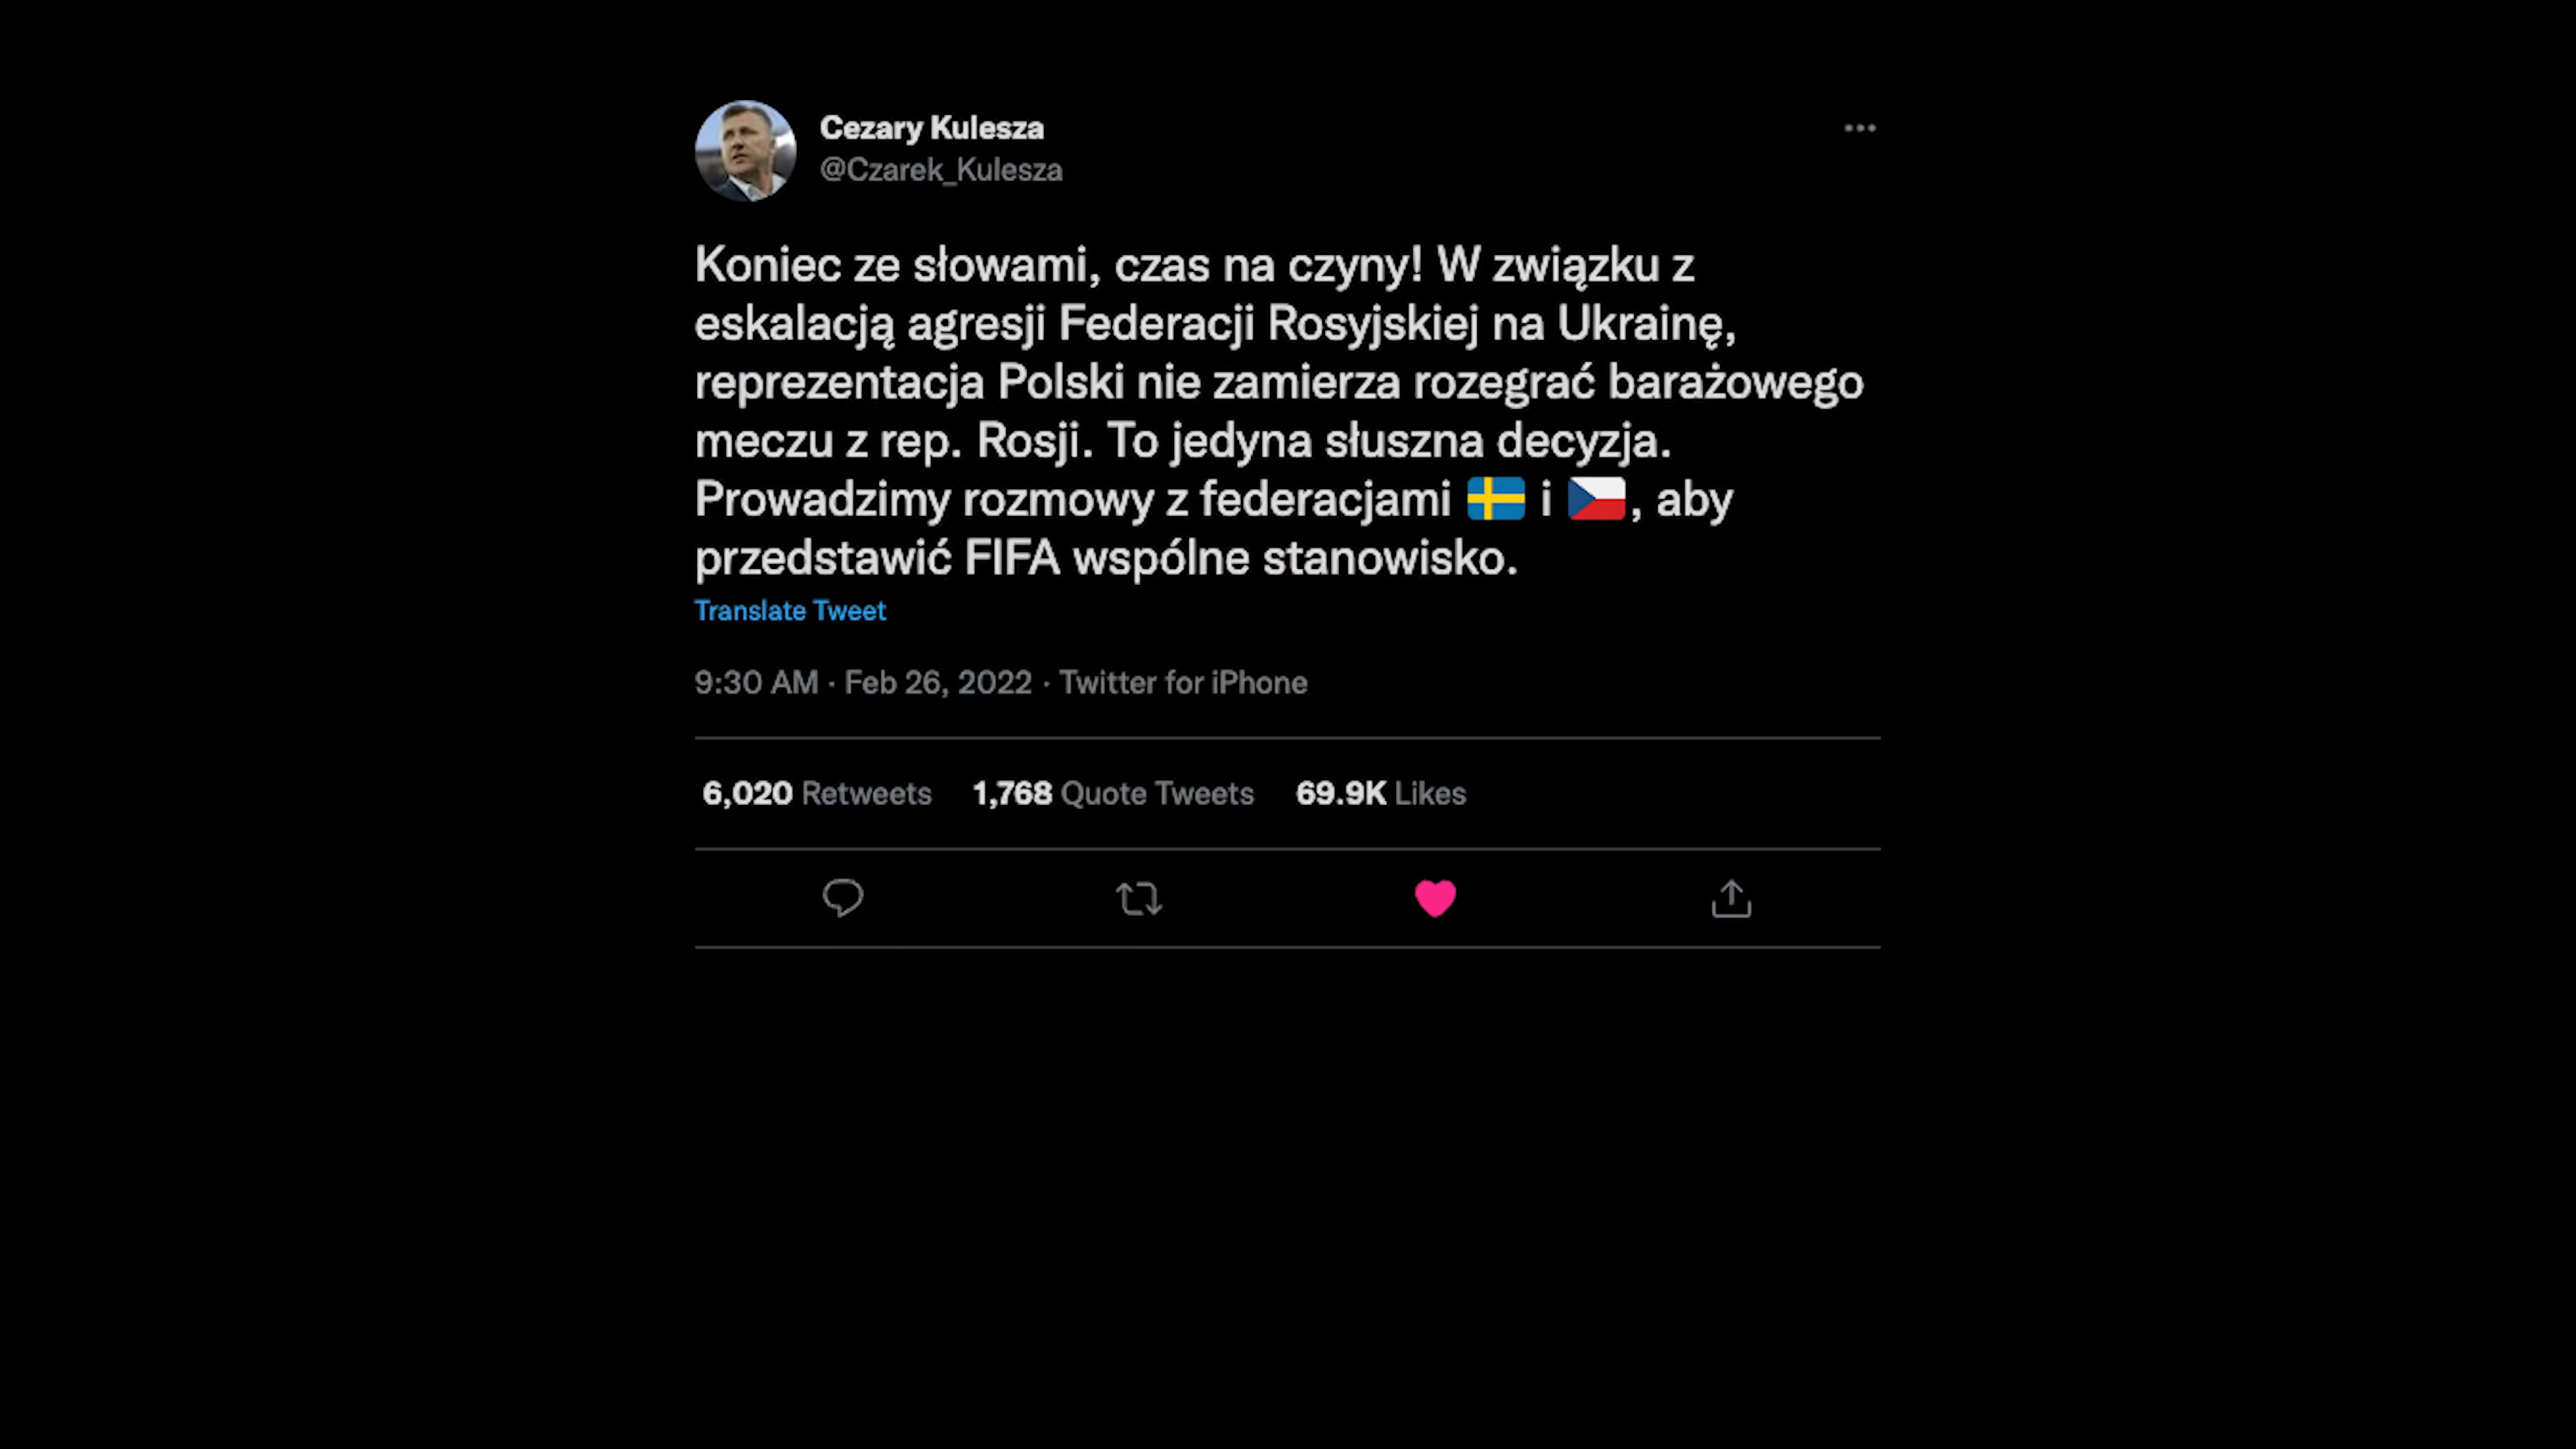 Cezary Kulesza
@Czarek_Kulesza
Koniec ze słowami, czas na czyny! W związku z
eskalacją agresji Federacji Rosyjskiej na Ukrainę,
reprezentacja Polski nie zamierza rozegrać barażowego
meczu z rep. Rosji. To jedyna słuszna decyzja.
Prowadzimy rozmowy z federacjami 🇸🇪 i 🇨🇿, aby
przedstawić FIFA wspólne stanowisko.
Translate Tweet
9:30 AM · Feb 26, 2022 · Twitter for iPhone
6,020 Retweets 1,768 Quote Tweets 69.9K Likes